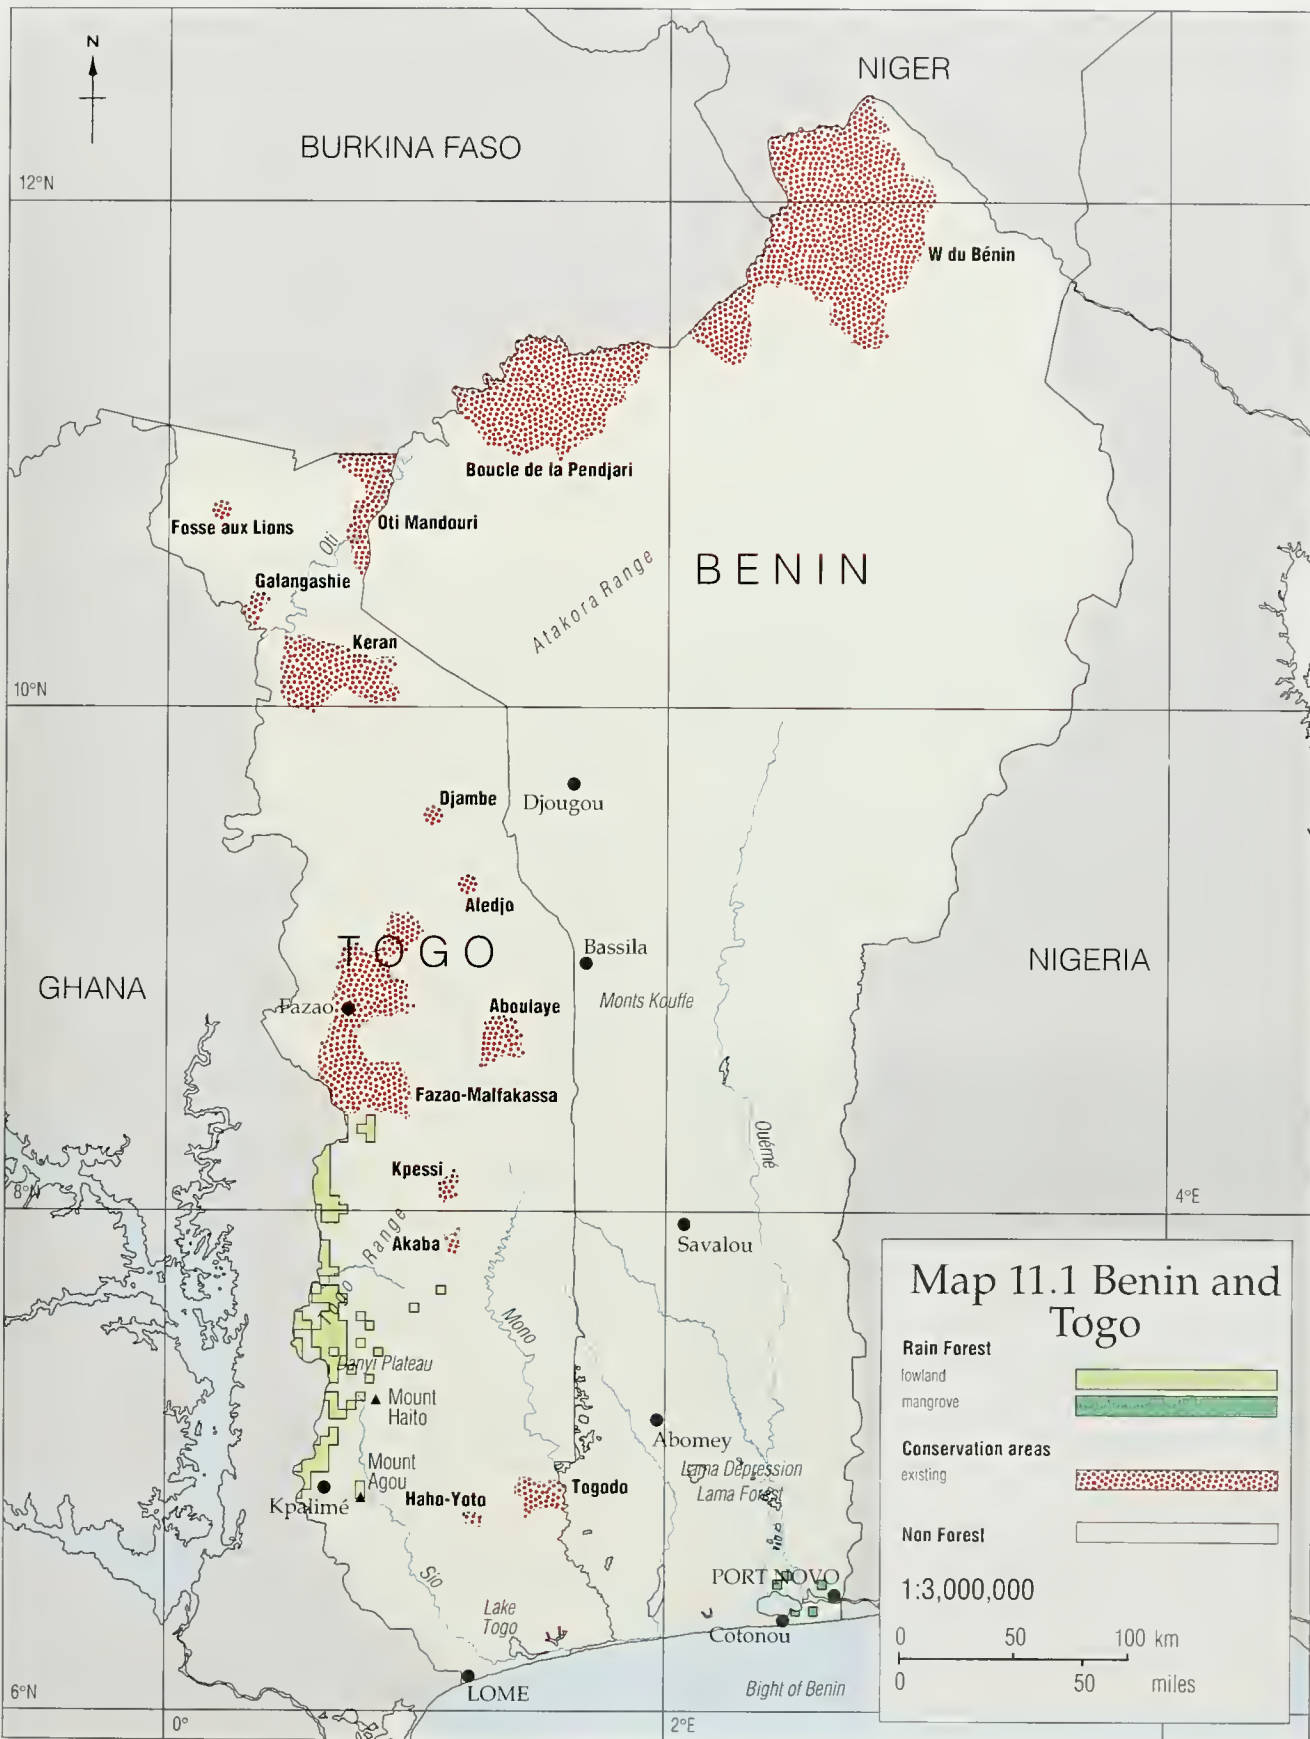 N
NIGER
BURKINA FASO
12°N
W du Bénin
Boucle de la Pendjari
Fosse aux Lions
Oti Mandouri
Oti
BENIN
Atakora Range
Galangashie
Keran
10°N
Djambe
Djougou
Aledjo
TOGO
Bassila
NIGERIA
GHANA
Monts Kouffe
Fazao
Aboulaye
Fazao-Malfakassa
Ouémé
Kpessi
8°N
4°E
Togo Range
Akaba
Savalou
Mono
Danyi Plateau
Mount
Haito
Abomey
Mount
Agou
Lama Depression
Lama Forest
Kpalimé
Haho-Yoto
Togodo
Sio
PORT NOVO
Lake
Togo
Cotonou
LOME
Bight of Benin
6°N
0°
2°E
Map 11.1 Benin and
Togo
Rain Forest
lowland
mangrove
Conservation areas
existing
Non Forest
1:3,000,000
0 50 100 km
0 50 miles